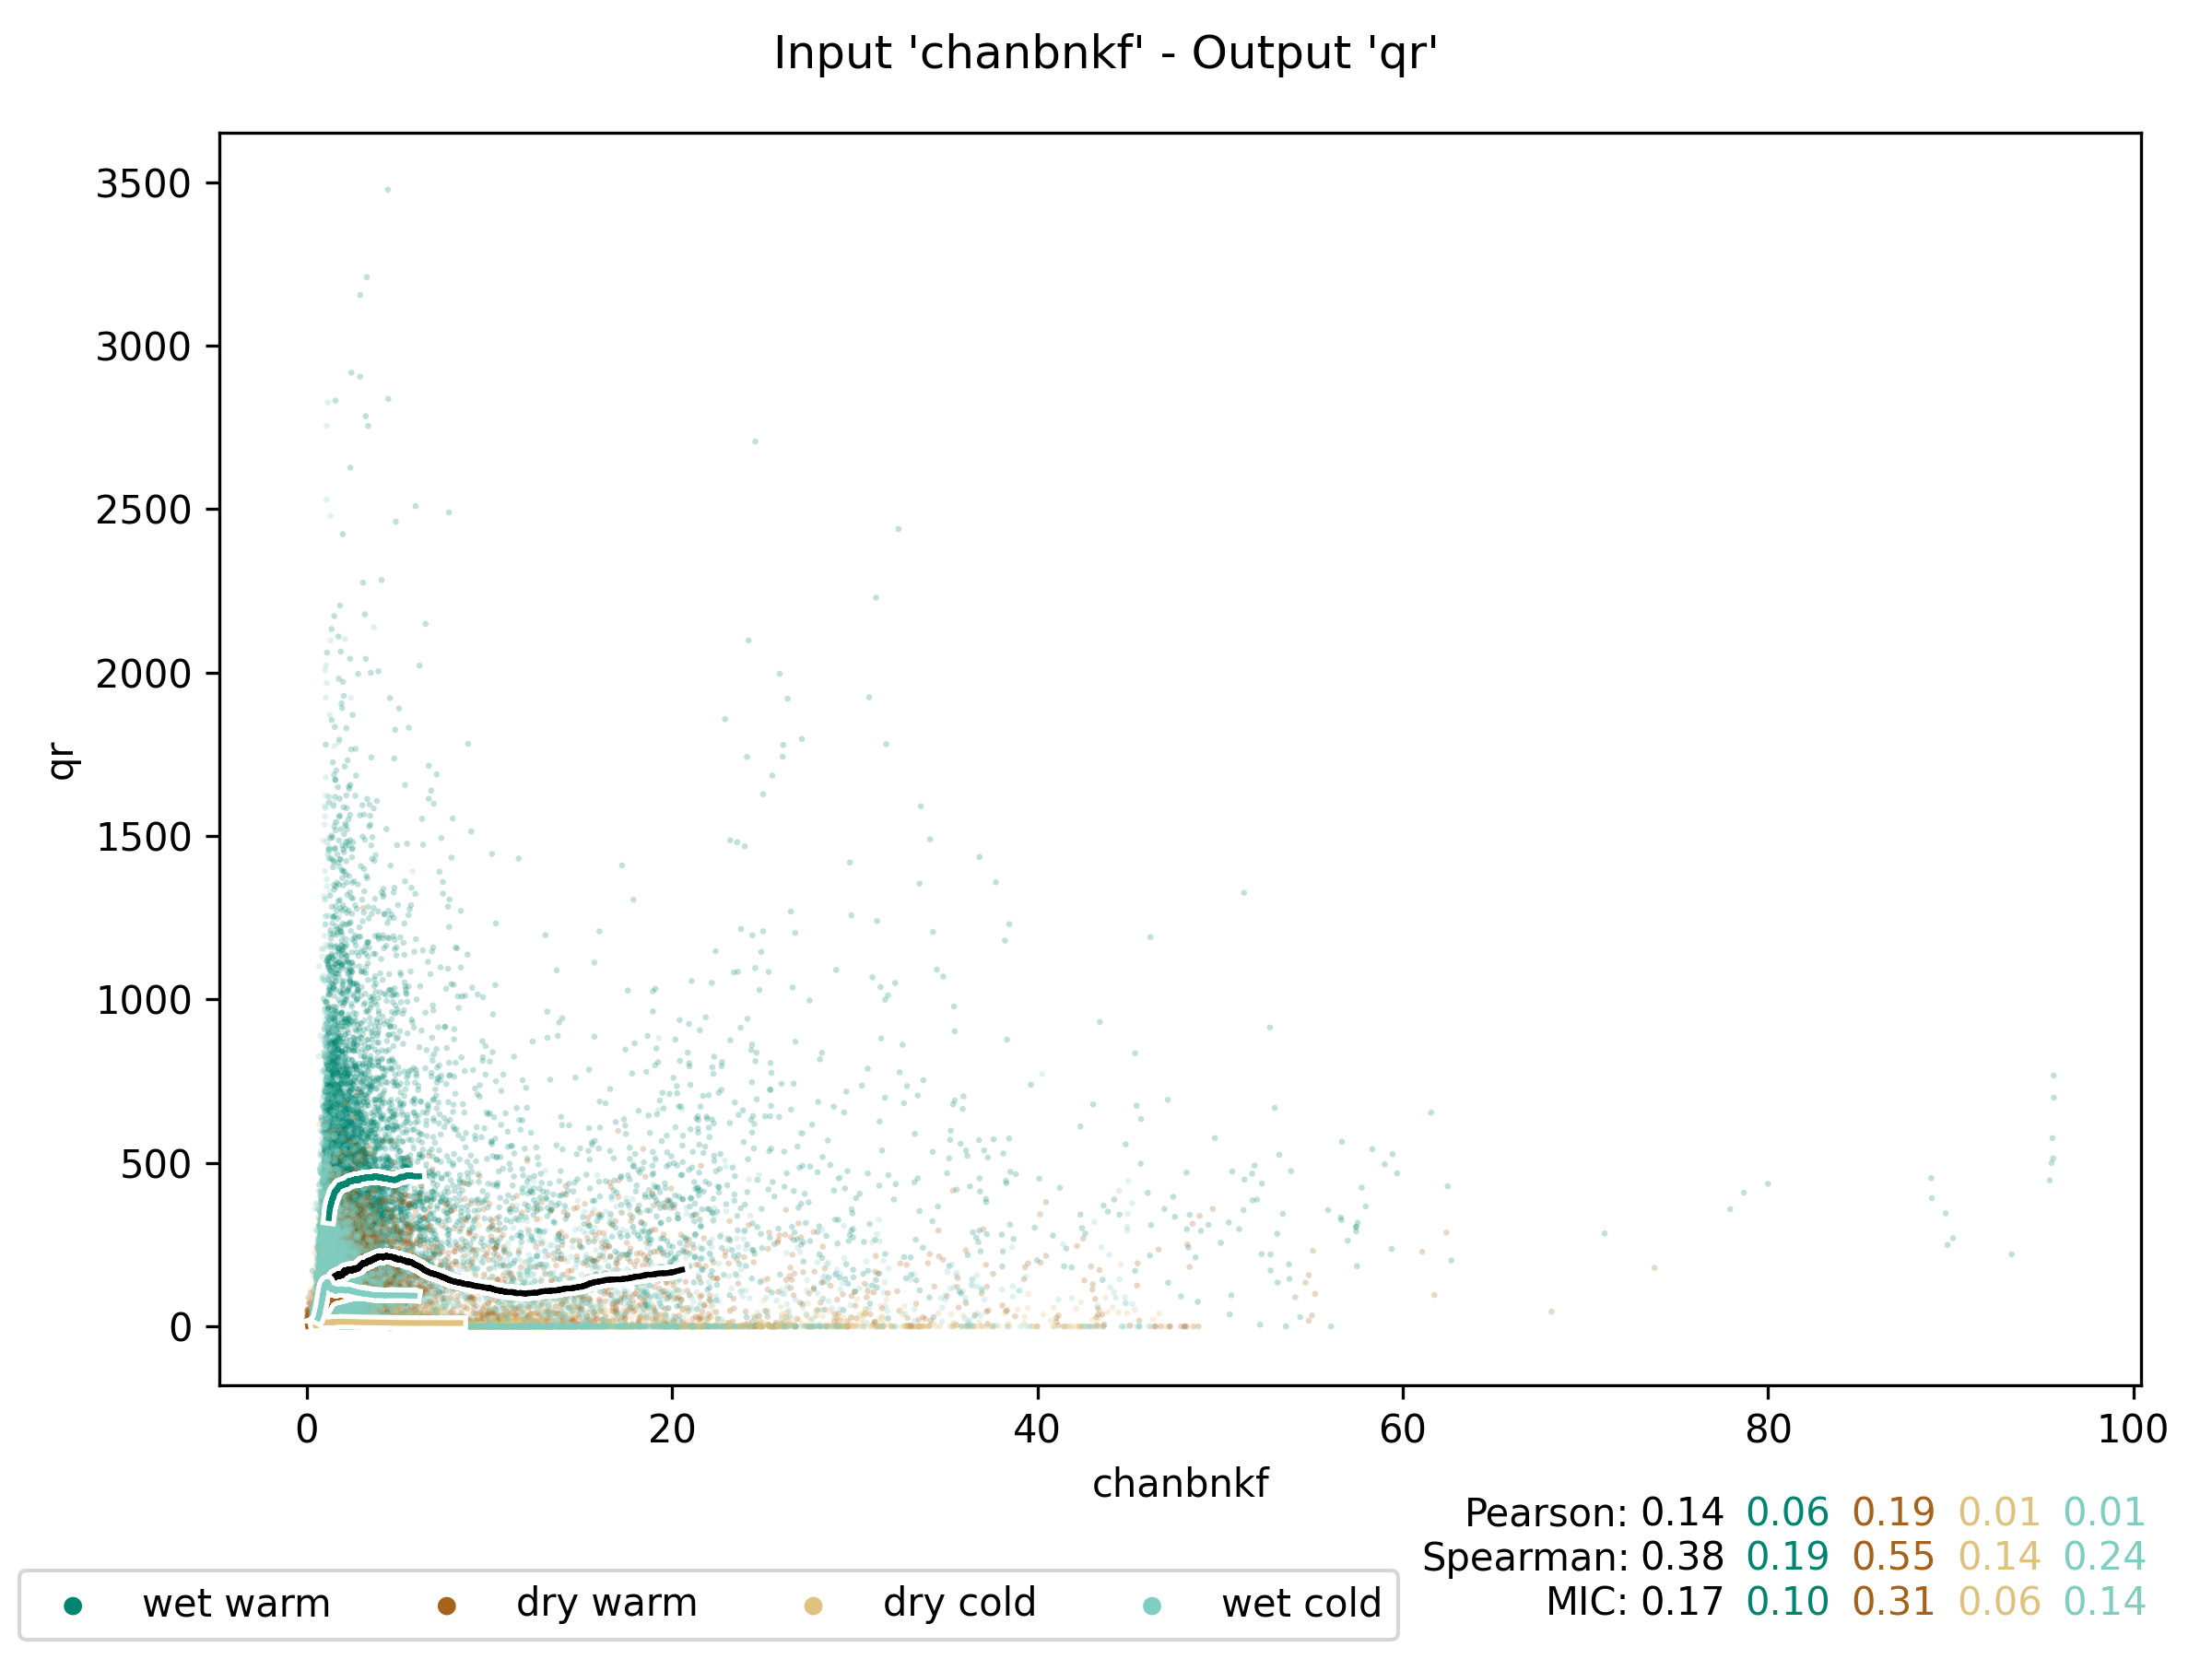 Input 'chanbnkf' - Output 'qr'
3500
3000
2500
2000
1500
1000
500
0
qr
0 20 40 60 80 100
chanbnkf
Pearson: 0.14 0.06 0.19 0.01 0.01
Spearman: 0.38 0.19 0.55 0.14 0.24
MIC: 0.17 0.10 0.31 0.06 0.14
wet warm dry warm dry cold wet cold